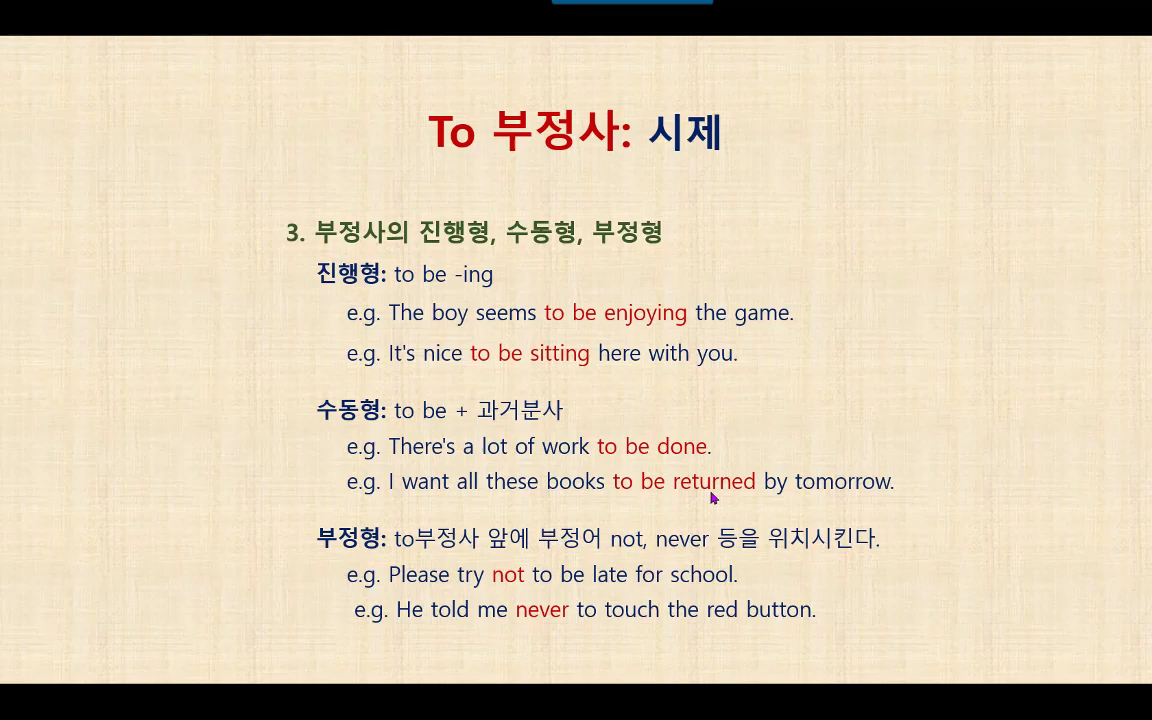 To 부정사: 시제
3. 부정사의 진행형, 수동형, 부정형
진행형: to be -ing
e.g. The boy seems to be enjoying the game.
e.g. It's nice to be sitting here with you.
수동형: to be + 과거분사
e.g. There's a lot of work to be done.
e.g. I want all these books to be returned by tomorrow.
부정형: to부정사 앞에 부정어 not, never 등을 위치시킨다.
e.g. Please try not to be late for school.
e.g. He told me never to touch the red button.